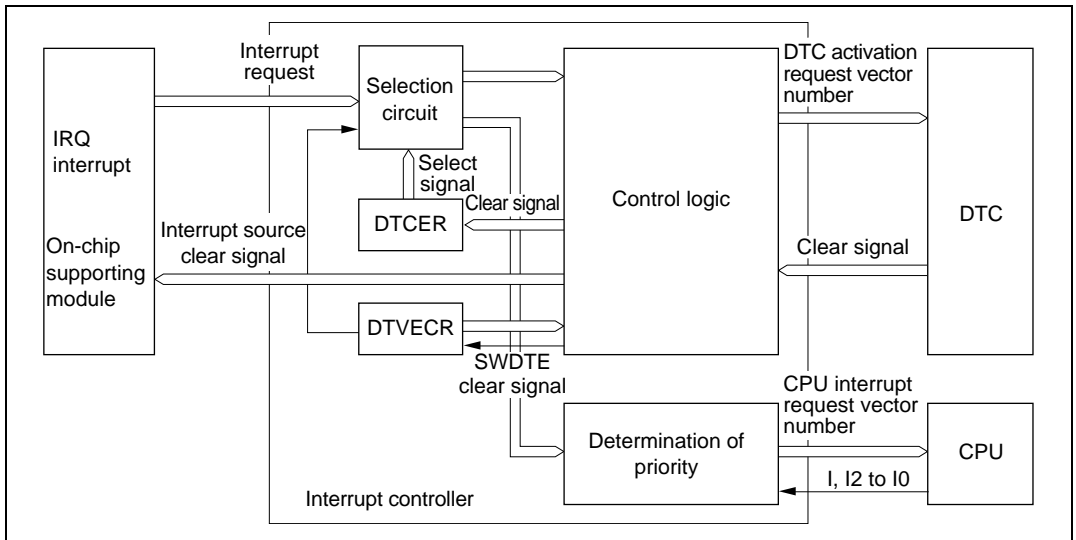 Interrupt
request
Selection
circuit
DTC activation
request vector
number
IRQ
interrupt
Select
signal
Control logic
DTC
DTCER
Clear signal
Interrupt source
clear signal
On-chip
supporting
module
Clear signal
DTVECR
SWDTE
clear signal
CPU interrupt
request vector
number
Determination of
priority
CPU
I, I2 to I0
Interrupt controller